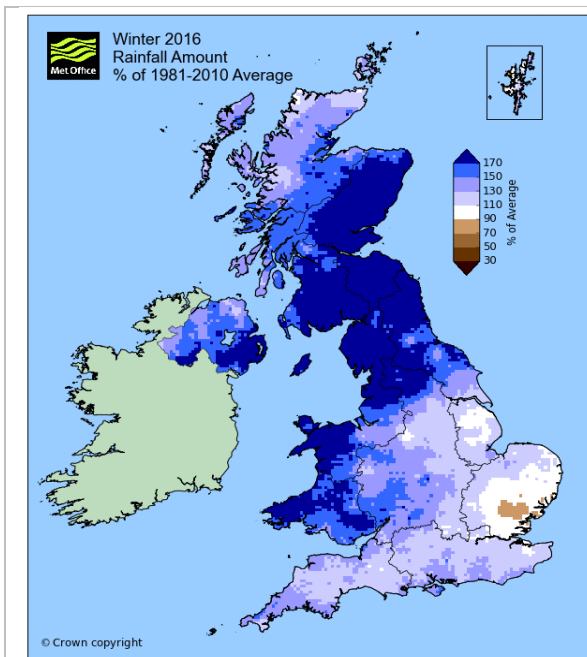 Met Office
Winter 2016
Rainfall Amount
% of 1981-2010 Average
170
150
130
110
90
70
50
30
% of Average
© Crown copyright